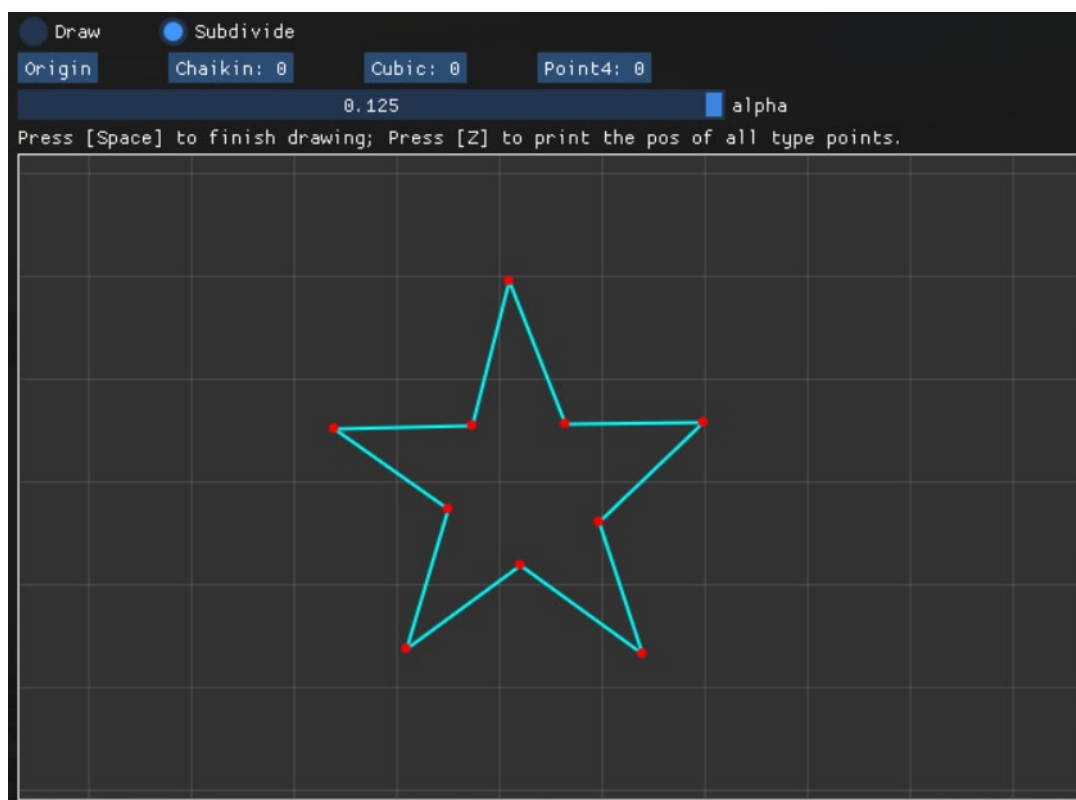 Draw Subdivide
Origin Chaikin: 0 Cubic: 0 Point4: 0
0.125 alpha
Press [Space] to finish drawing; Press [Z] to print the pos of all type points.